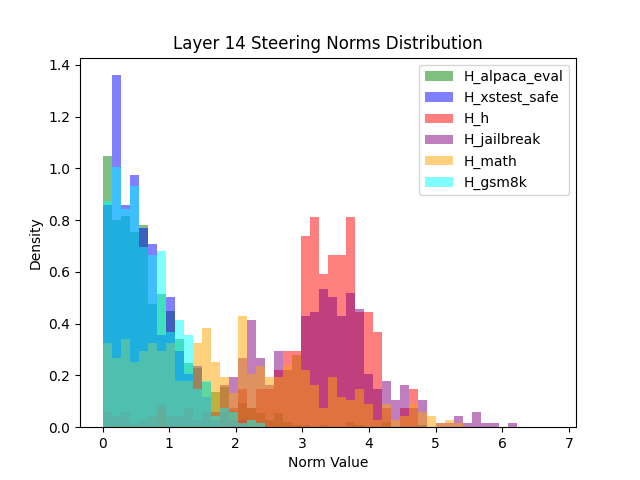 Layer 14 Steering Norms Distribution
1.4
1.2
1.0
0.8
0.6
0.4
0.2
0.0
Density
0 1 2 3 4 5 6 7
Norm Value
H_alpaca_eval
H_xstest_safe
H_h
H_jailbreak
H_math
H_gsm8k